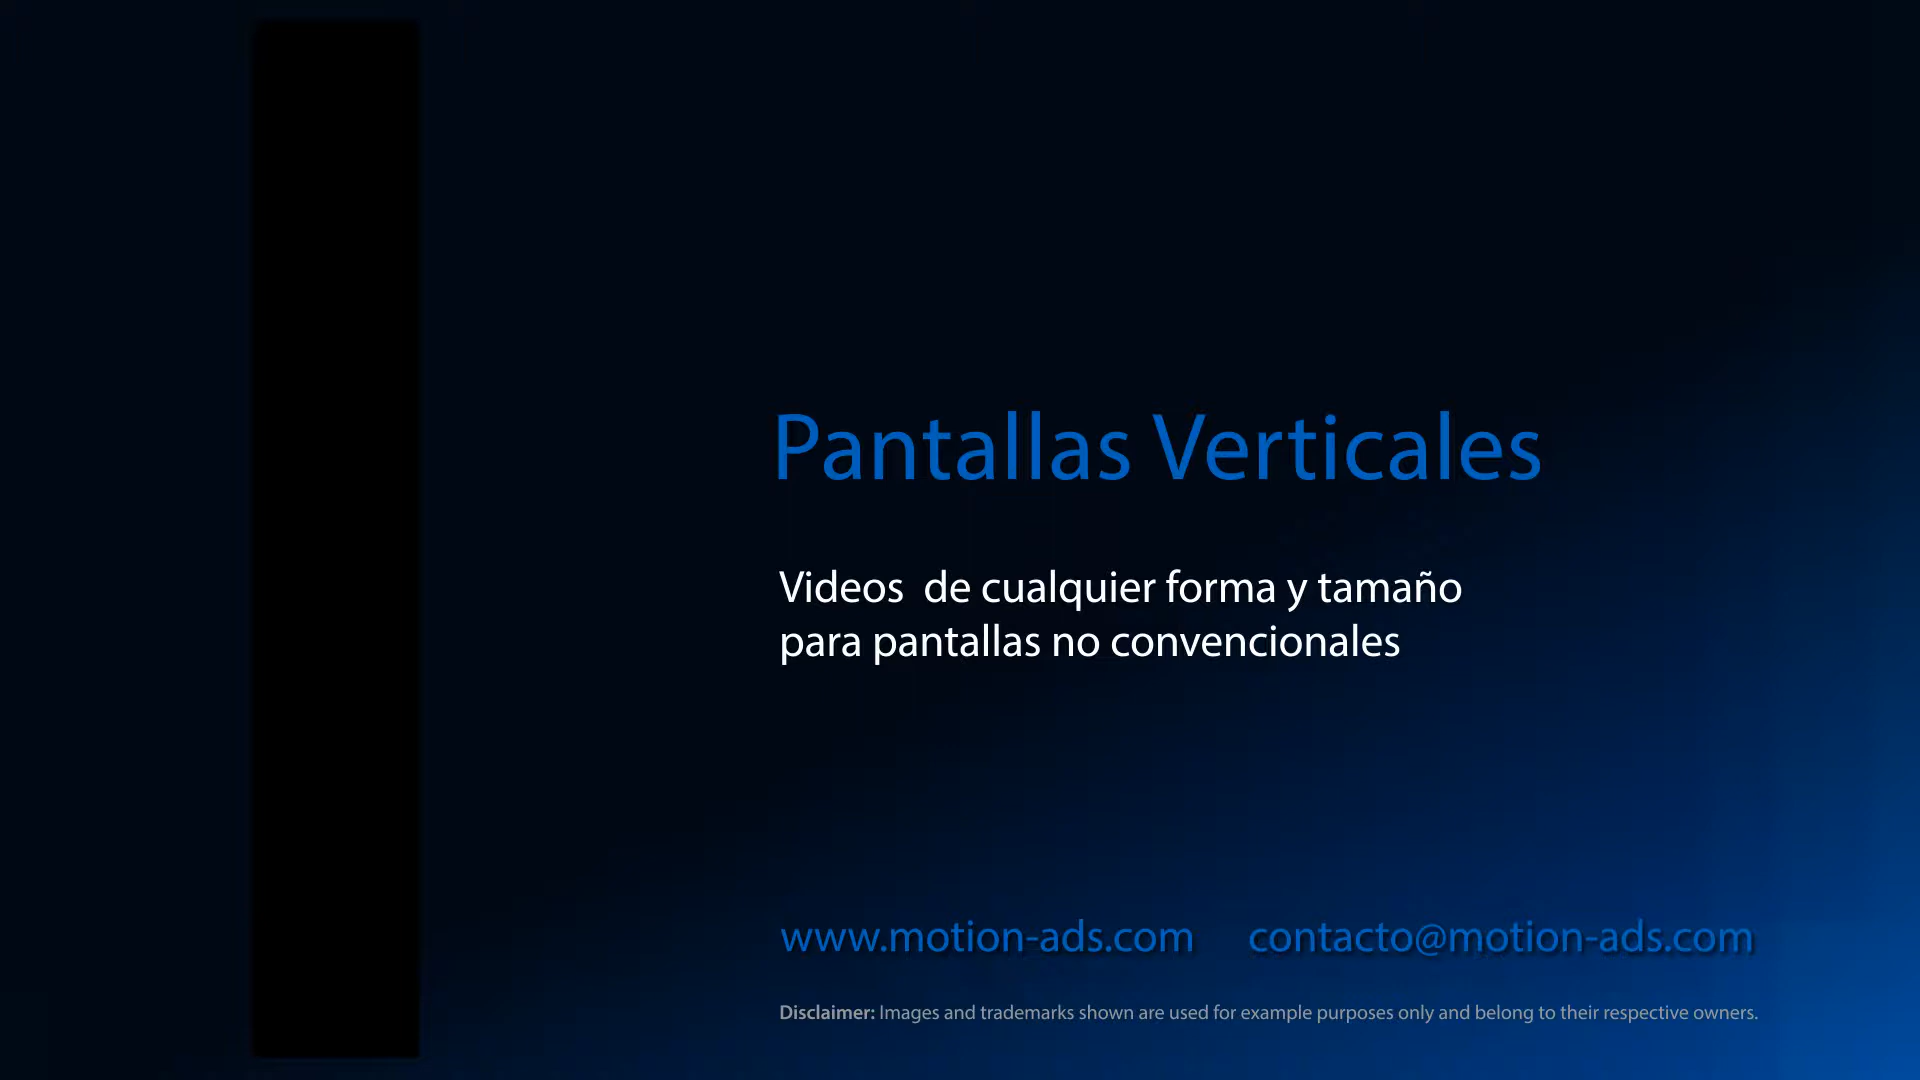 Pantallas Verticales
Videos  de cualquier forma y tamaño
para pantallas no convencionales
www.motion-ads.com contacto@motion-ads.com
Disclaimer: Images and trademarks shown are used for example purposes only and belong to their respective owners.